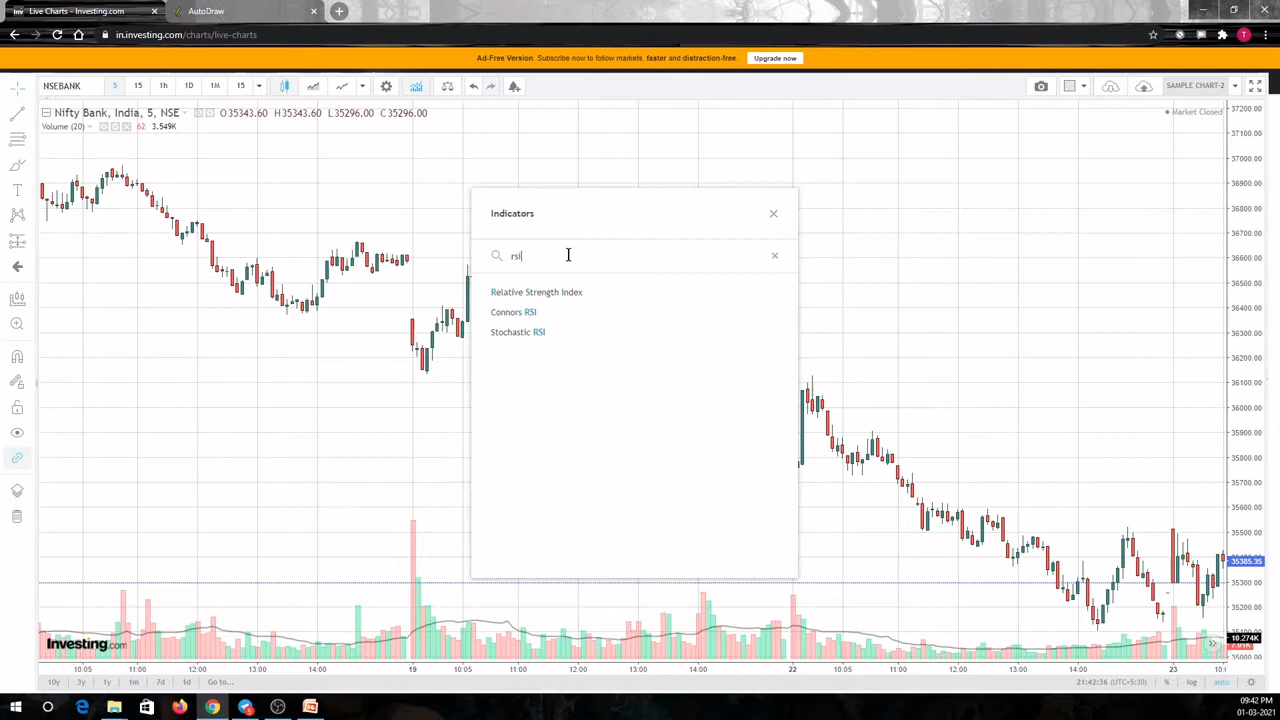 Live Charts - Investing.com
AutoDraw
in.investing.com/charts/live-charts
T
Ad-Free Version. Subscribe now to follow markets, faster and distraction-free.
Upgrade now
NSEBANK
5
15
1h
1D
1M
15
SAMPLE CHART-2
Nifty Bank, India, 5, NSE
O35343.60 H35343.60 L35296.00 C35296.00
Market Closed
Volume (20)
62 3.549K
Indicators
rsi
Relative Strength Index
Connors RSI
Stochastic RSI
37200.00
37100.00
37000.00
36900.00
36800.00
36700.00
36600.00
36500.00
36400.00
36300.00
36200.00
36100.00
36000.00
35900.00
35800.00
35700.00
35600.00
35500.00
35385.35
35300.00
35200.00
10.274K
35000.00
Investing.com
10:05 11:00 12:00 13:00 14:00 19 10:05 11:00 12:00 13:00 14:00 22 10:05 11:00 12:00 13:00 14:00 23
10y 3y 1y 1m 7d 1d Go to...
21:42:36 (UTC+5:30) % log auto
09:42 PM
01-03-2021